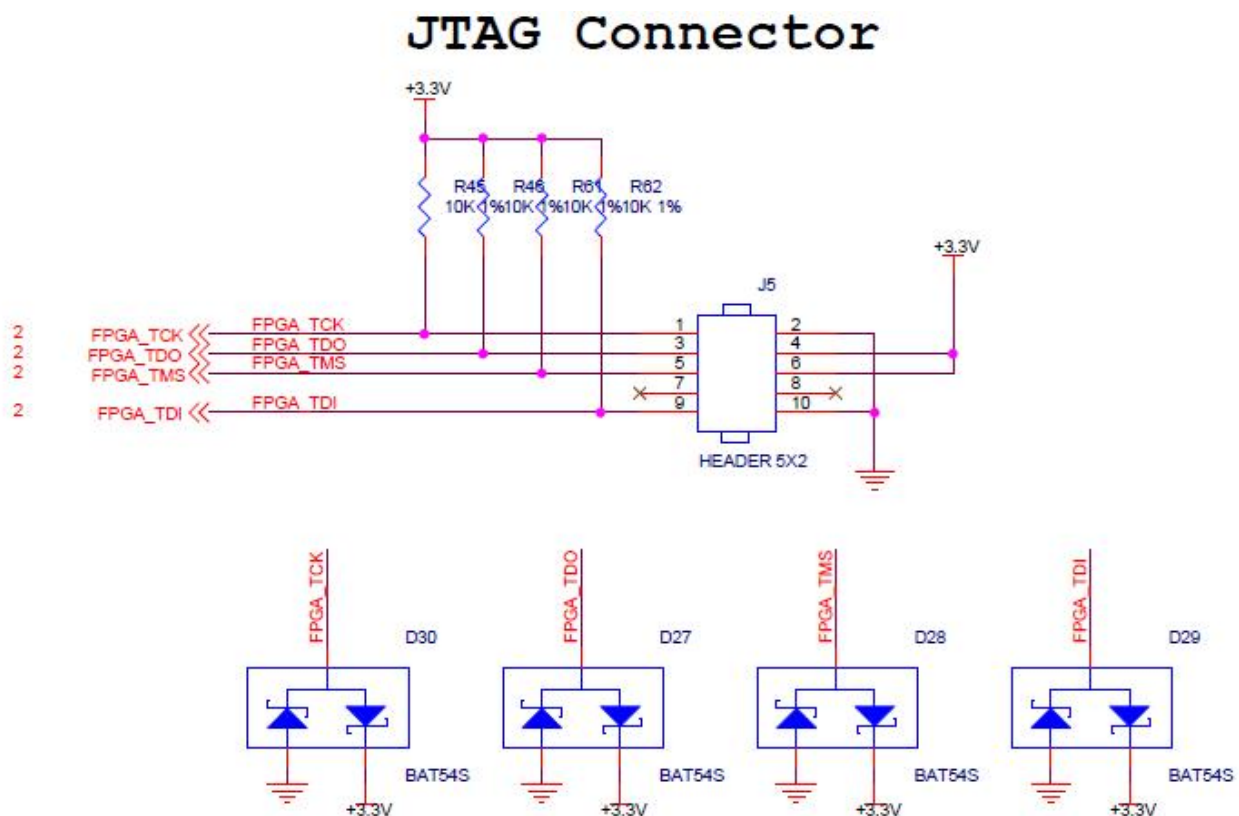 JTAG Connector
+3.3V
R45 R46 R61 R62
10K 1% 10K 1% 10K 1% 10K 1%
+3.3V
J5
2 FPGA_TCK FPGA_TCK 1 2
2 FPGA_TDO FPGA_TDO 3 4
2 FPGA_TMS FPGA_TMS 5 6
7 8
2 FPGA_TDI FPGA_TDI 9 10
HEADER 5X2
FPGA_TCK FPGA_TDO FPGA_TMS FPGA_TDI
D30 D27 D28 D29
BAT54S BAT54S BAT54S BAT54S
+3.3V +3.3V +3.3V +3.3V